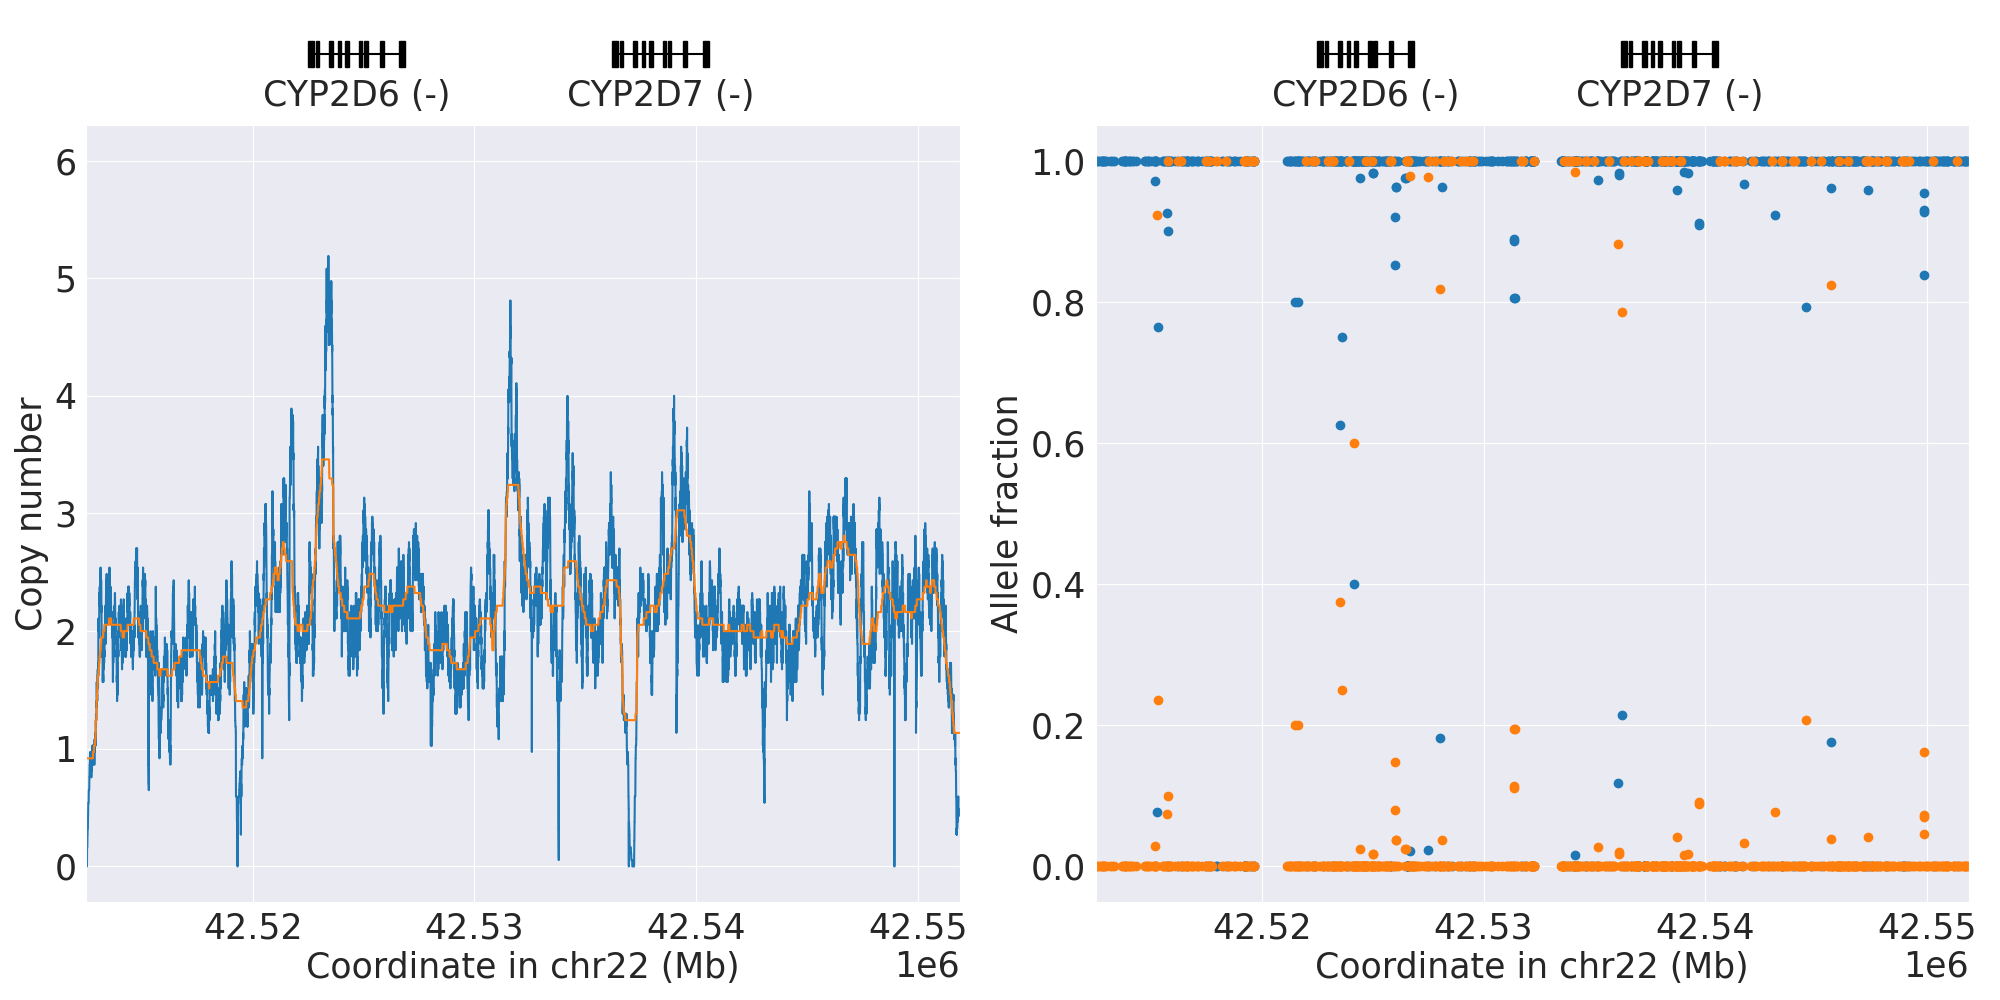 CYP2D6 (-)
CYP2D7 (-)
6
5
4
3
2
1
0
Copy number
42.52
42.53
42.54
42.55
Coordinate in chr22 (Mb)
1e6
CYP2D6 (-)
CYP2D7 (-)
1.0
0.8
0.6
0.4
0.2
0.0
Allele fraction
42.52
42.53
42.54
42.55
Coordinate in chr22 (Mb)
1e6